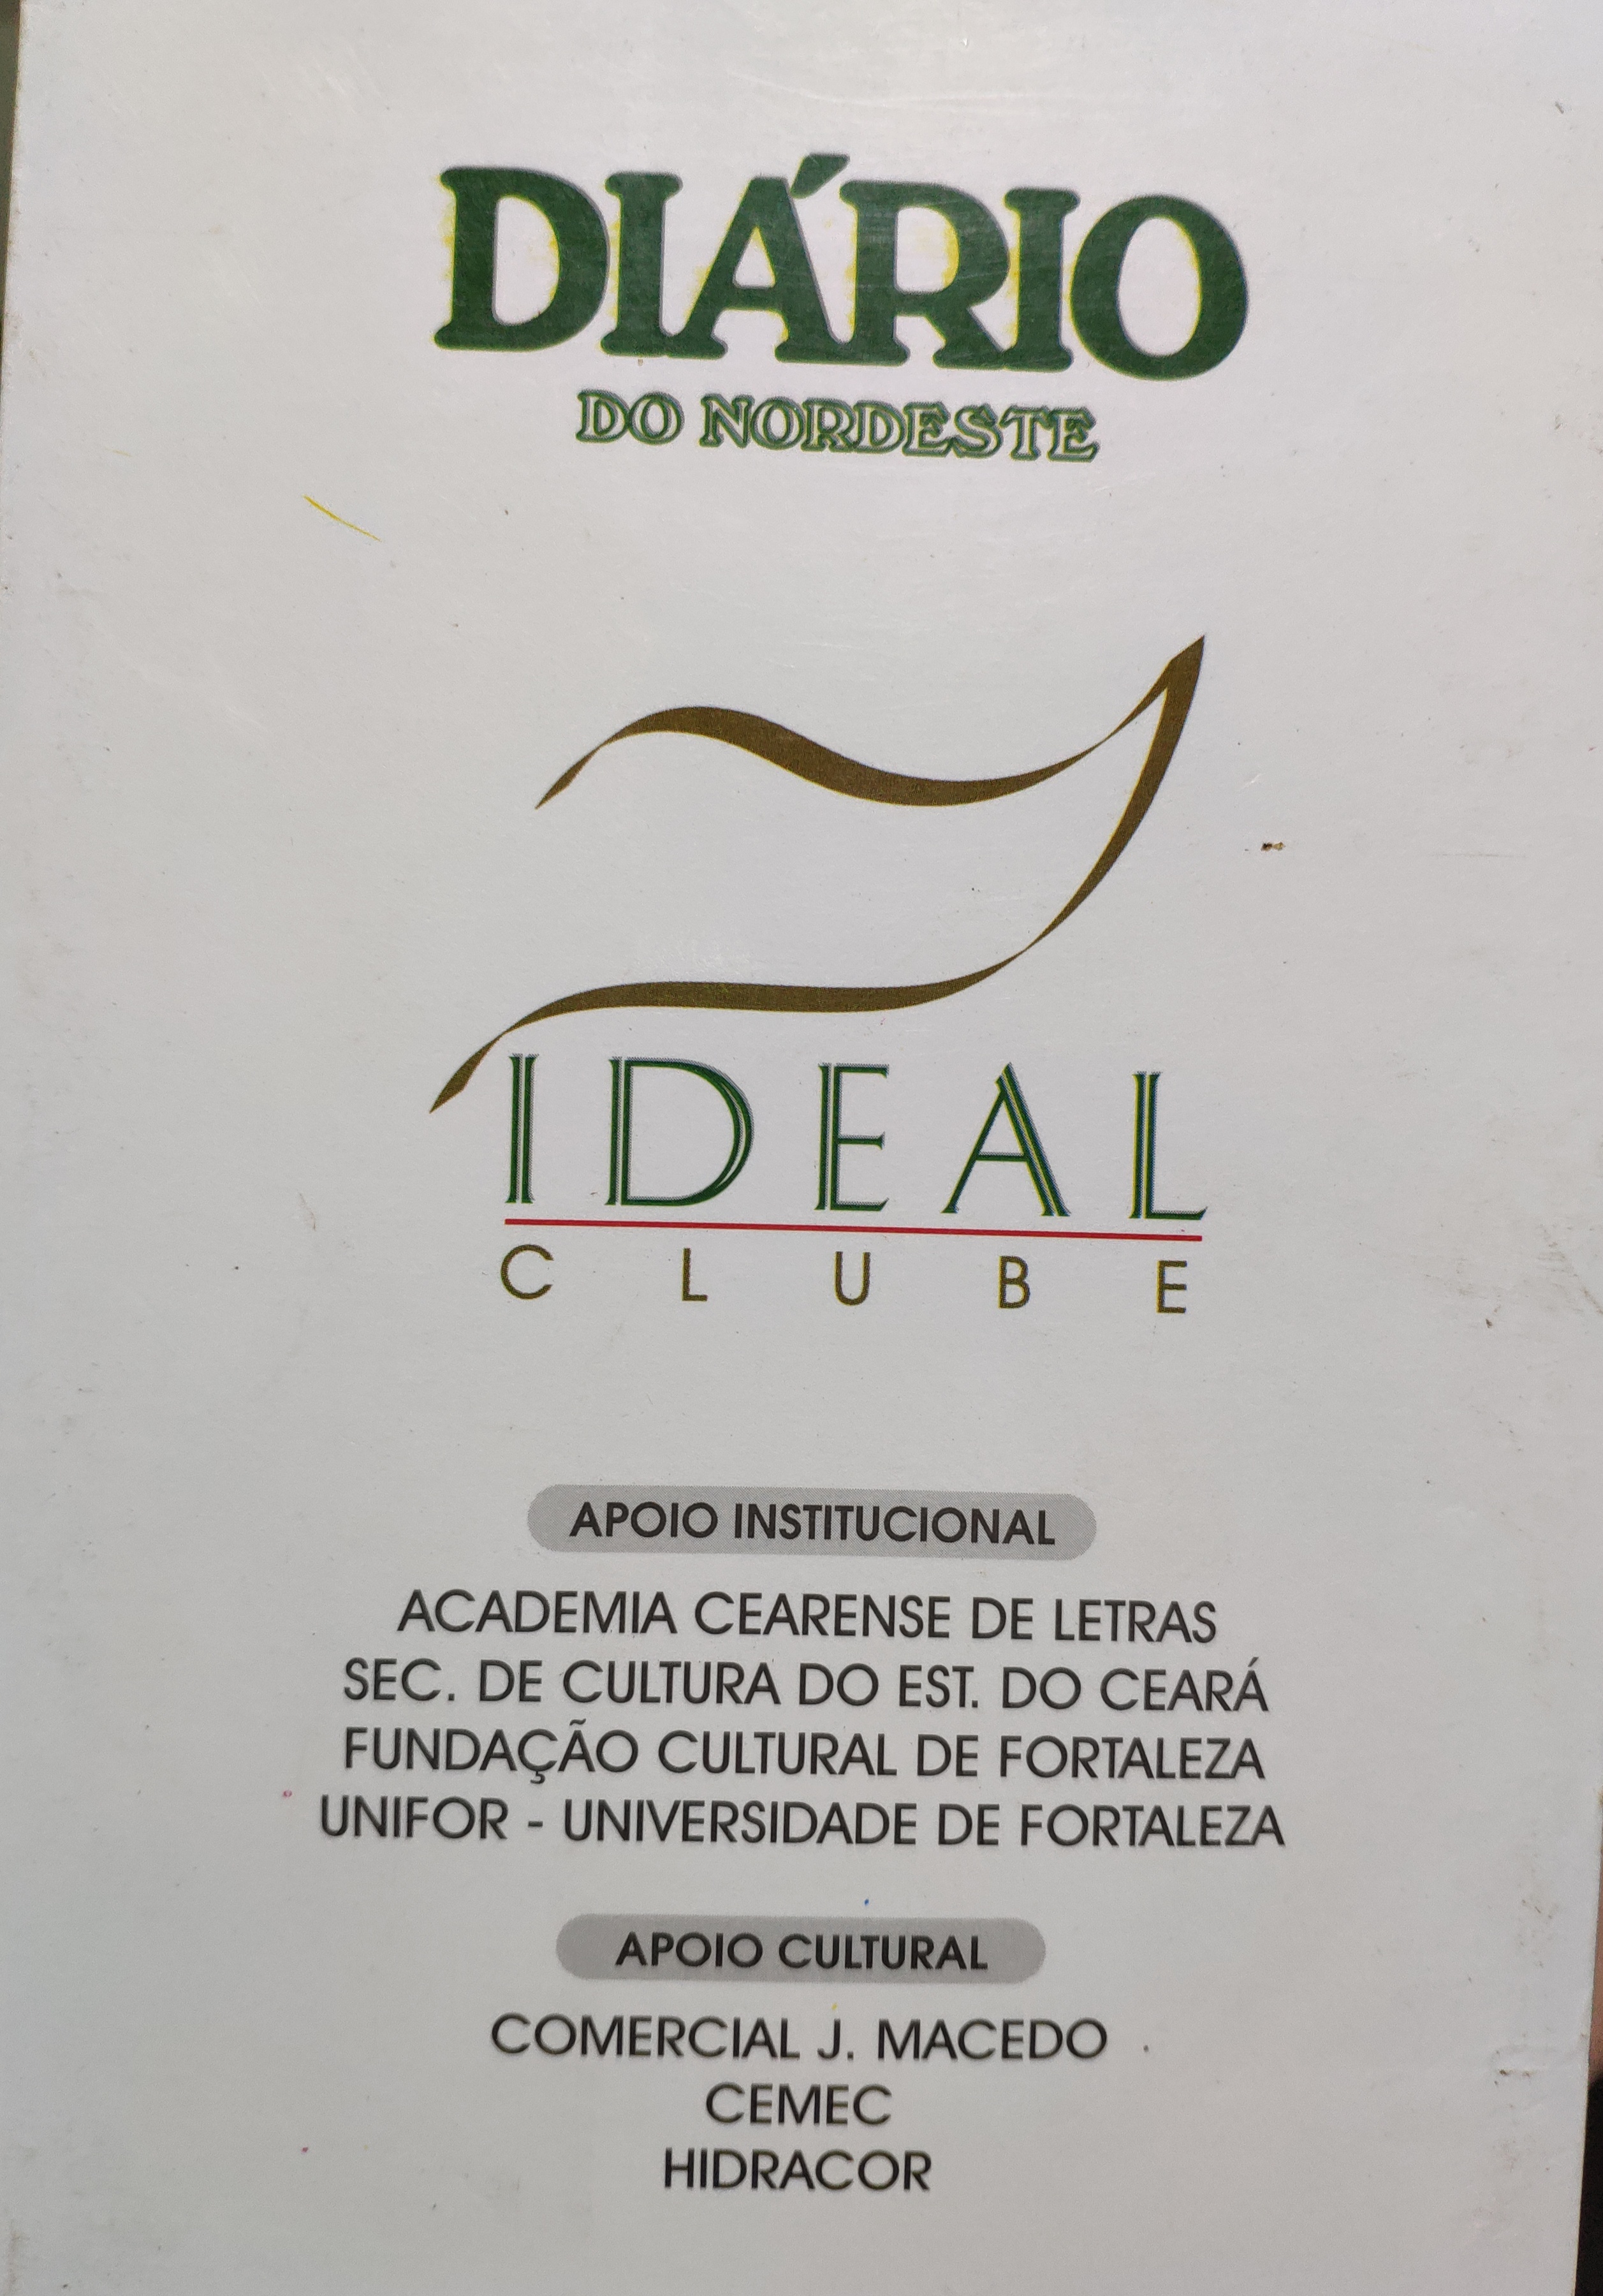 DIÁRIO
DO NORDESTE
IDEAL
CLUBE
APOIO INSTITUCIONAL
ACADEMIA CEARENSE DE LETRAS
SEC. DE CULTURA DO EST. DO CEARÁ
FUNDAÇÃO CULTURAL DE FORTALEZA
UNIFOR - UNIVERSIDADE DE FORTALEZA
APOIO CULTURAL
COMERCIAL J. MACEDO
CEMEC
HIDRACOR